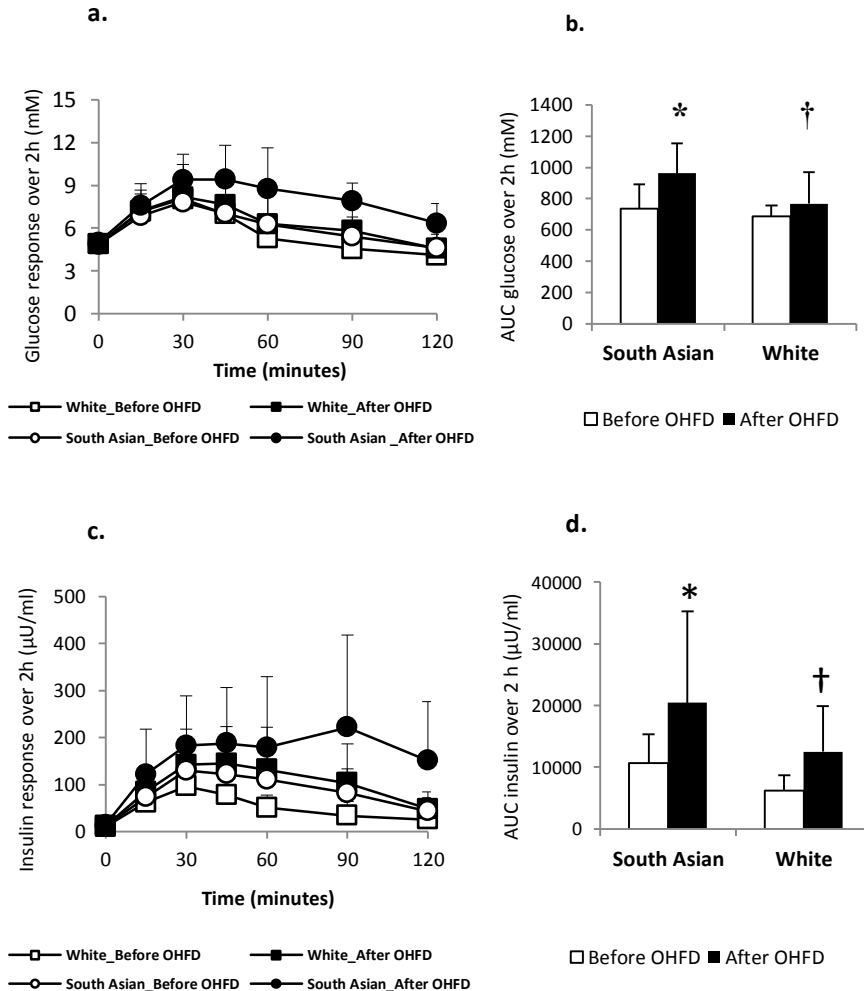 a.
Glucose response over 2h (mM)
15
12
9
6
3
0
0 30 60 90 120
Time (minutes)
White_Before OHFD White_After OHFD
South Asian_Before OHFD South Asian _After OHFD
b.
AUC glucose over 2h (mM)
1400
1200
1000
800
600
400
200
0
* †
South Asian White
Before OHFD After OHFD
c.
Insulin response over 2h (µU/ml)
500
400
300
200
100
0
0 30 60 90 120
Time (minutes)
White_Before OHFD White_After OHFD
South Asian_Before OHFD South Asian_After OHFD
d.
AUC insulin over 2 h (µU/ml)
40000
30000
20000
10000
0
* †
South Asian White
Before OHFD After OHFD